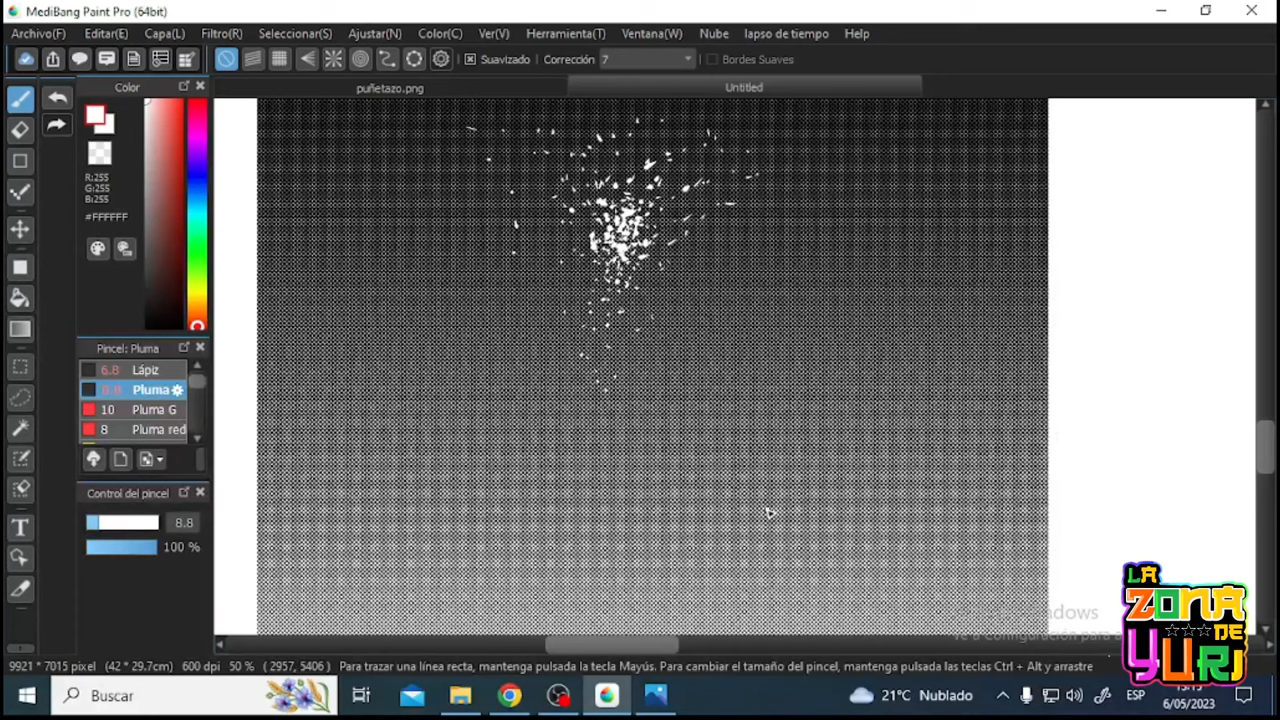 MediBang Paint Pro (64bit)
Archivo(F) Editar(E) Capa(L) Filtro(R) Seleccionar(S) Ajustar(N) Color(C) Ver(V) Herramienta(T) Ventana(W) Nube lapso de tiempo Help
Suavizado Corrección 7 Bordes Suaves
puñetazo.png Untitled
Color
R:255
G:255
B:255
#FFFFFF
Pincel: Pluma
6.8 Lápiz
8.8 Pluma
10 Pluma G
8 Pluma red
Control del pincel
8.8
100 %
LA
ZONA
DE
YURI
9921 * 7015 pixel (42 * 29.7cm) 600 dpi 50 % (2957, 5406) Para trazar una línea recta, mantenga pulsada la tecla Mayús. Para cambiar el tamaño del pincel, mantenga pulsada las teclas Ctrl + Alt y arrastre
Buscar
21°C Nublado
ESP
6/05/2023